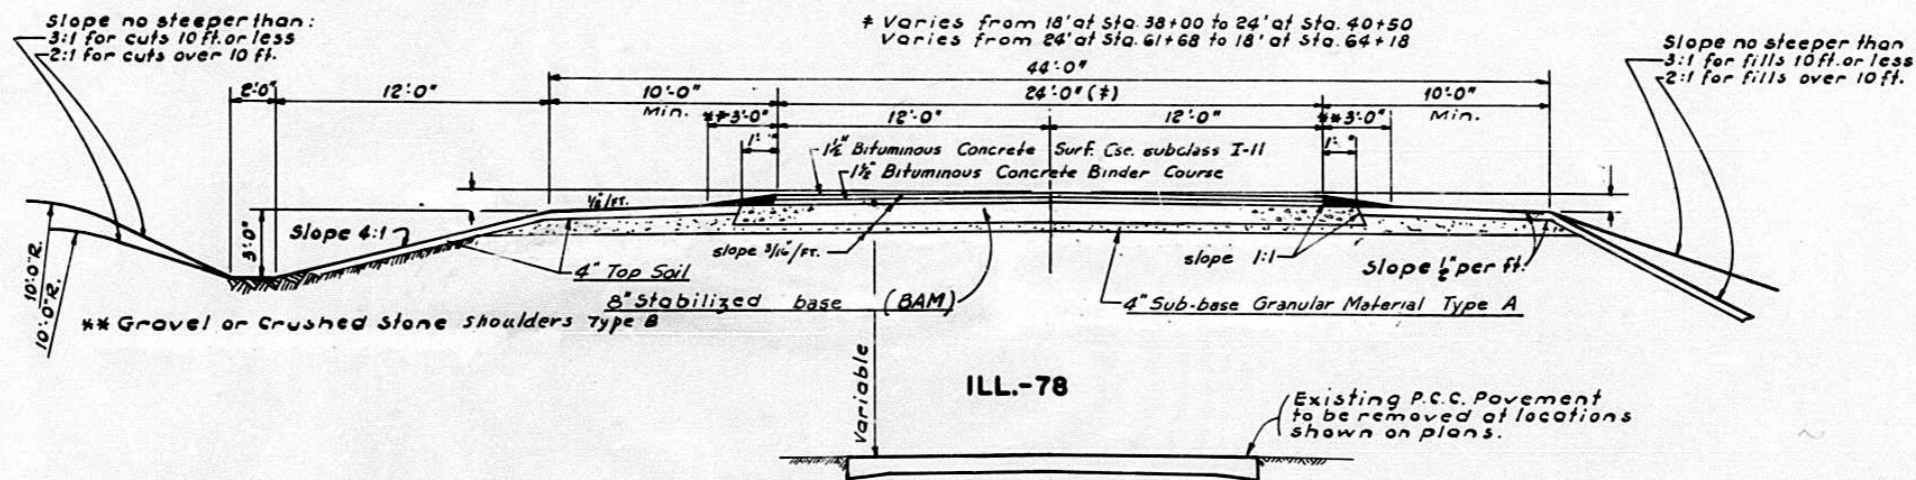 Slope no steeper than:
3:1 for cuts 10 ft. or less
2:1 for cuts over 10 ft.
‡ Varies from 18' at Sta. 38+00 to 24' at Sta. 40+50
Varies from 24' at Sta. 61+68 to 18' at Sta. 64+18
Slope no steeper than
3:1 for fills 10 ft. or less
2:1 for fills over 10 ft.
44'-0"
2'-0"
12'-0"
10'-0"
Min.
24'-0" (‡)
10'-0"
Min.
**3'-0"
12'-0"
12'-0"
**3'-0"
1½" Bituminous Concrete Surf. Cse. subclass I-11
1½" Bituminous Concrete Binder Course
3'-0"
Slope 4:1
slope 3/16"/FT.
slope 1:1
Slope ½" per ft.
10'-0"R.
10'-0"R.
4" Top Soil
8" Stabilized base (BAM)
4" Sub-base Granular Material Type A
** Gravel or Crushed Stone shoulders Type B
Variable
ILL.-78
Existing P.C.C. Pavement
to be removed at locations
shown on plans.